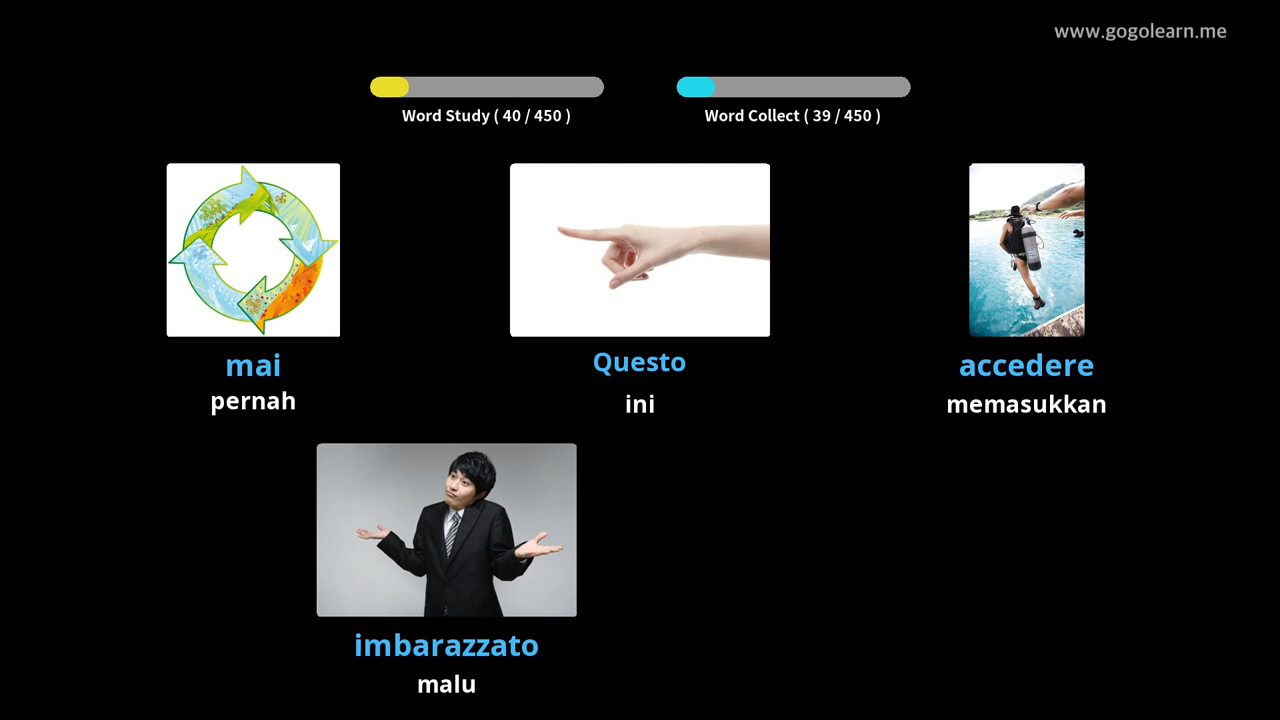 www.gogolearn.me
Word Study ( 40 / 450 )
Word Collect ( 39 / 450 )
mai
pernah
Questo
ini
accedere
memasukkan
imbarazzato
malu